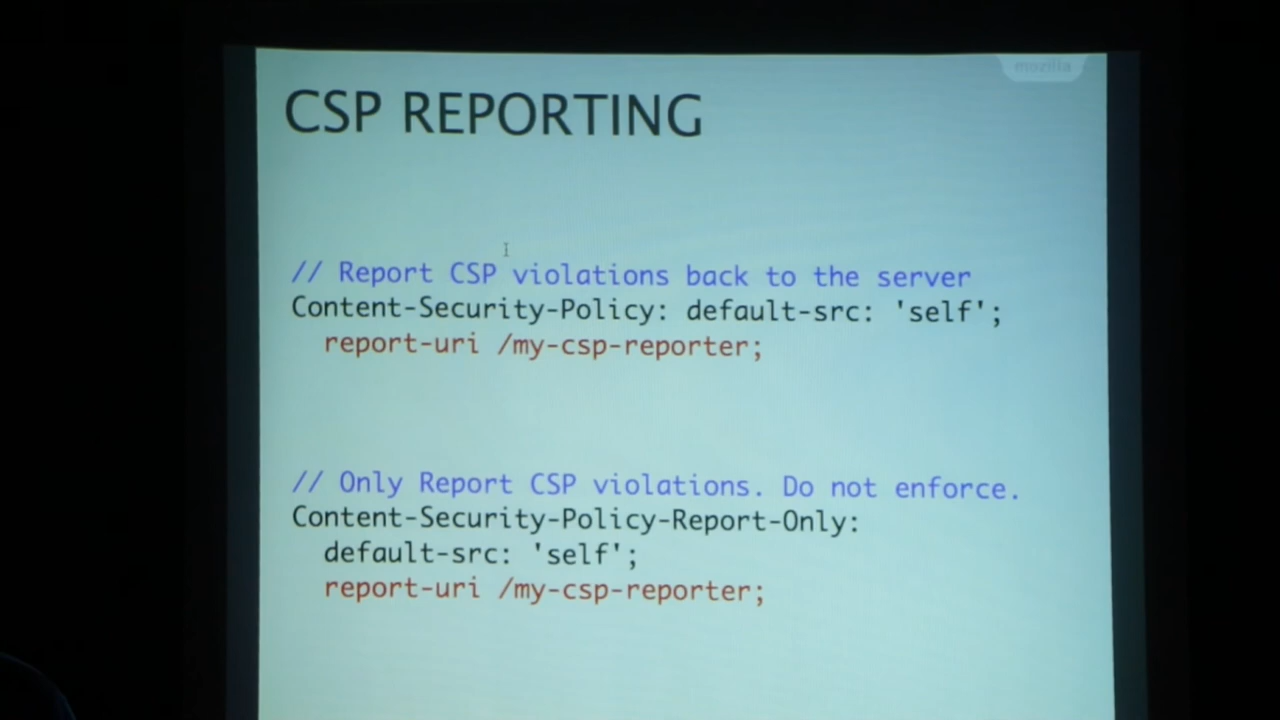 mozilla
CSP REPORTING
// Report CSP violations back to the server
Content-Security-Policy: default-src: 'self';
report-uri /my-csp-reporter;
// Only Report CSP violations. Do not enforce.
Content-Security-Policy-Report-Only:
default-src: 'self';
report-uri /my-csp-reporter;